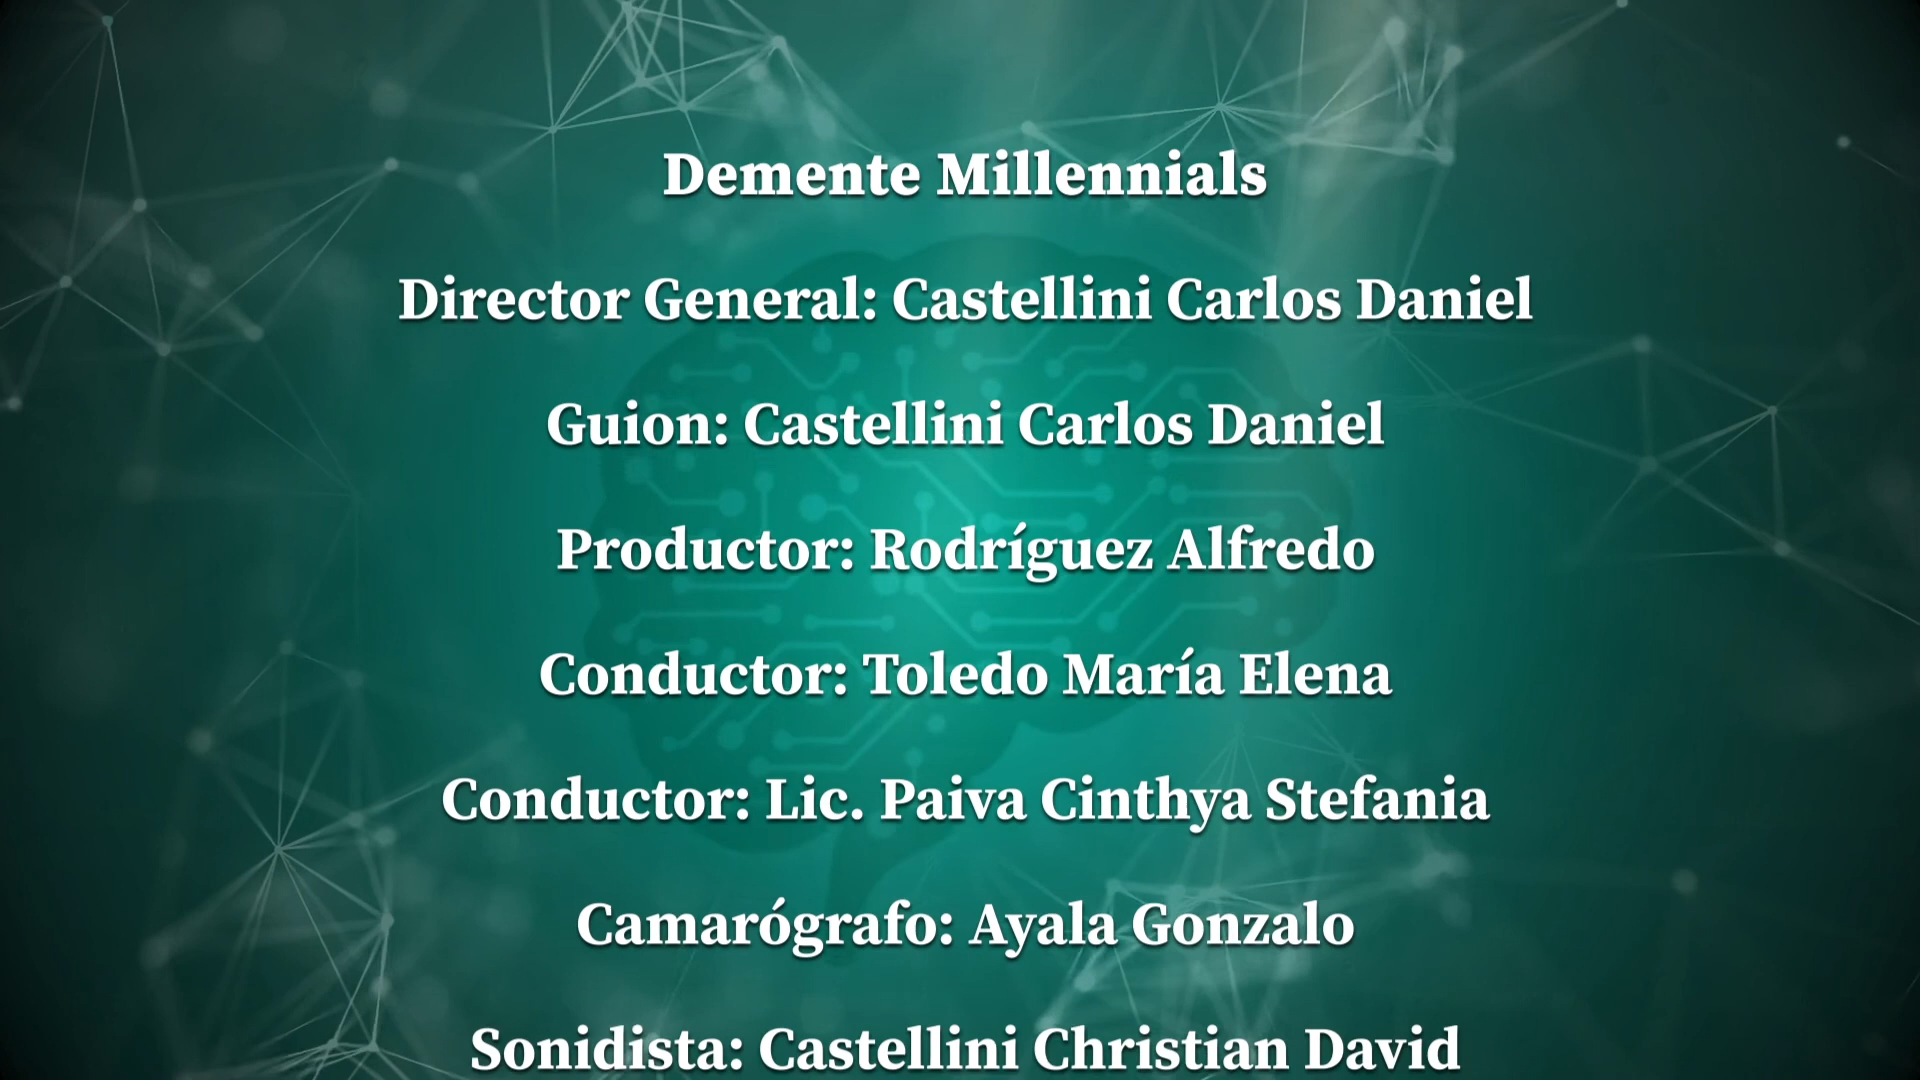 Demente Millennials
Director General: Castellini Carlos Daniel
Guion: Castellini Carlos Daniel
Productor: Rodríguez Alfredo
Conductor: Toledo María Elena
Conductor: Lic. Paiva Cinthya Stefania
Camarógrafo: Ayala Gonzalo
Sonidista: Castellini Christian David